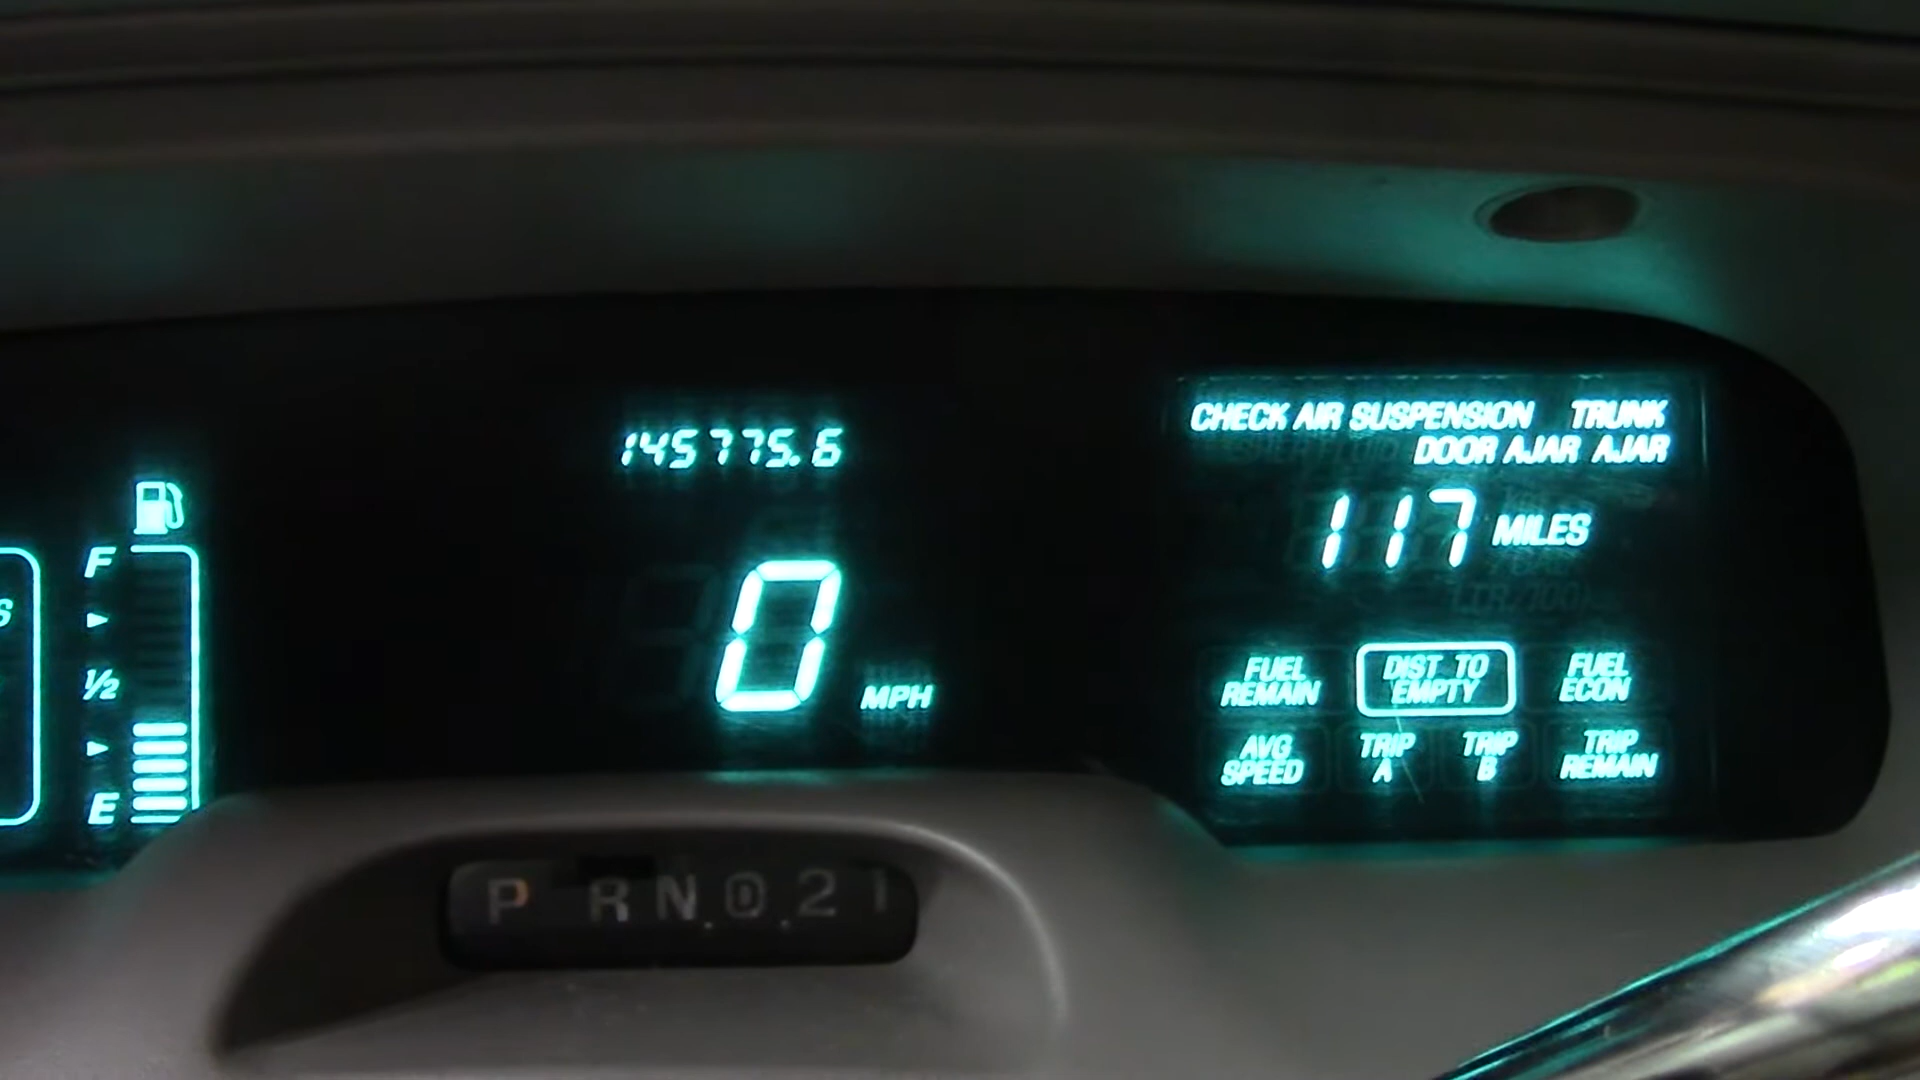 145775.6
CHECK AIR SUSPENSION TRUNK
DOOR AJAR AJAR
117 MILES
F
1/2
E
S
0 MPH
FUEL REMAIN
DIST TO EMPTY
FUEL ECON
AVG SPEED
TRIP A
TRIP B
TRIP REMAIN
P R N D 2 1